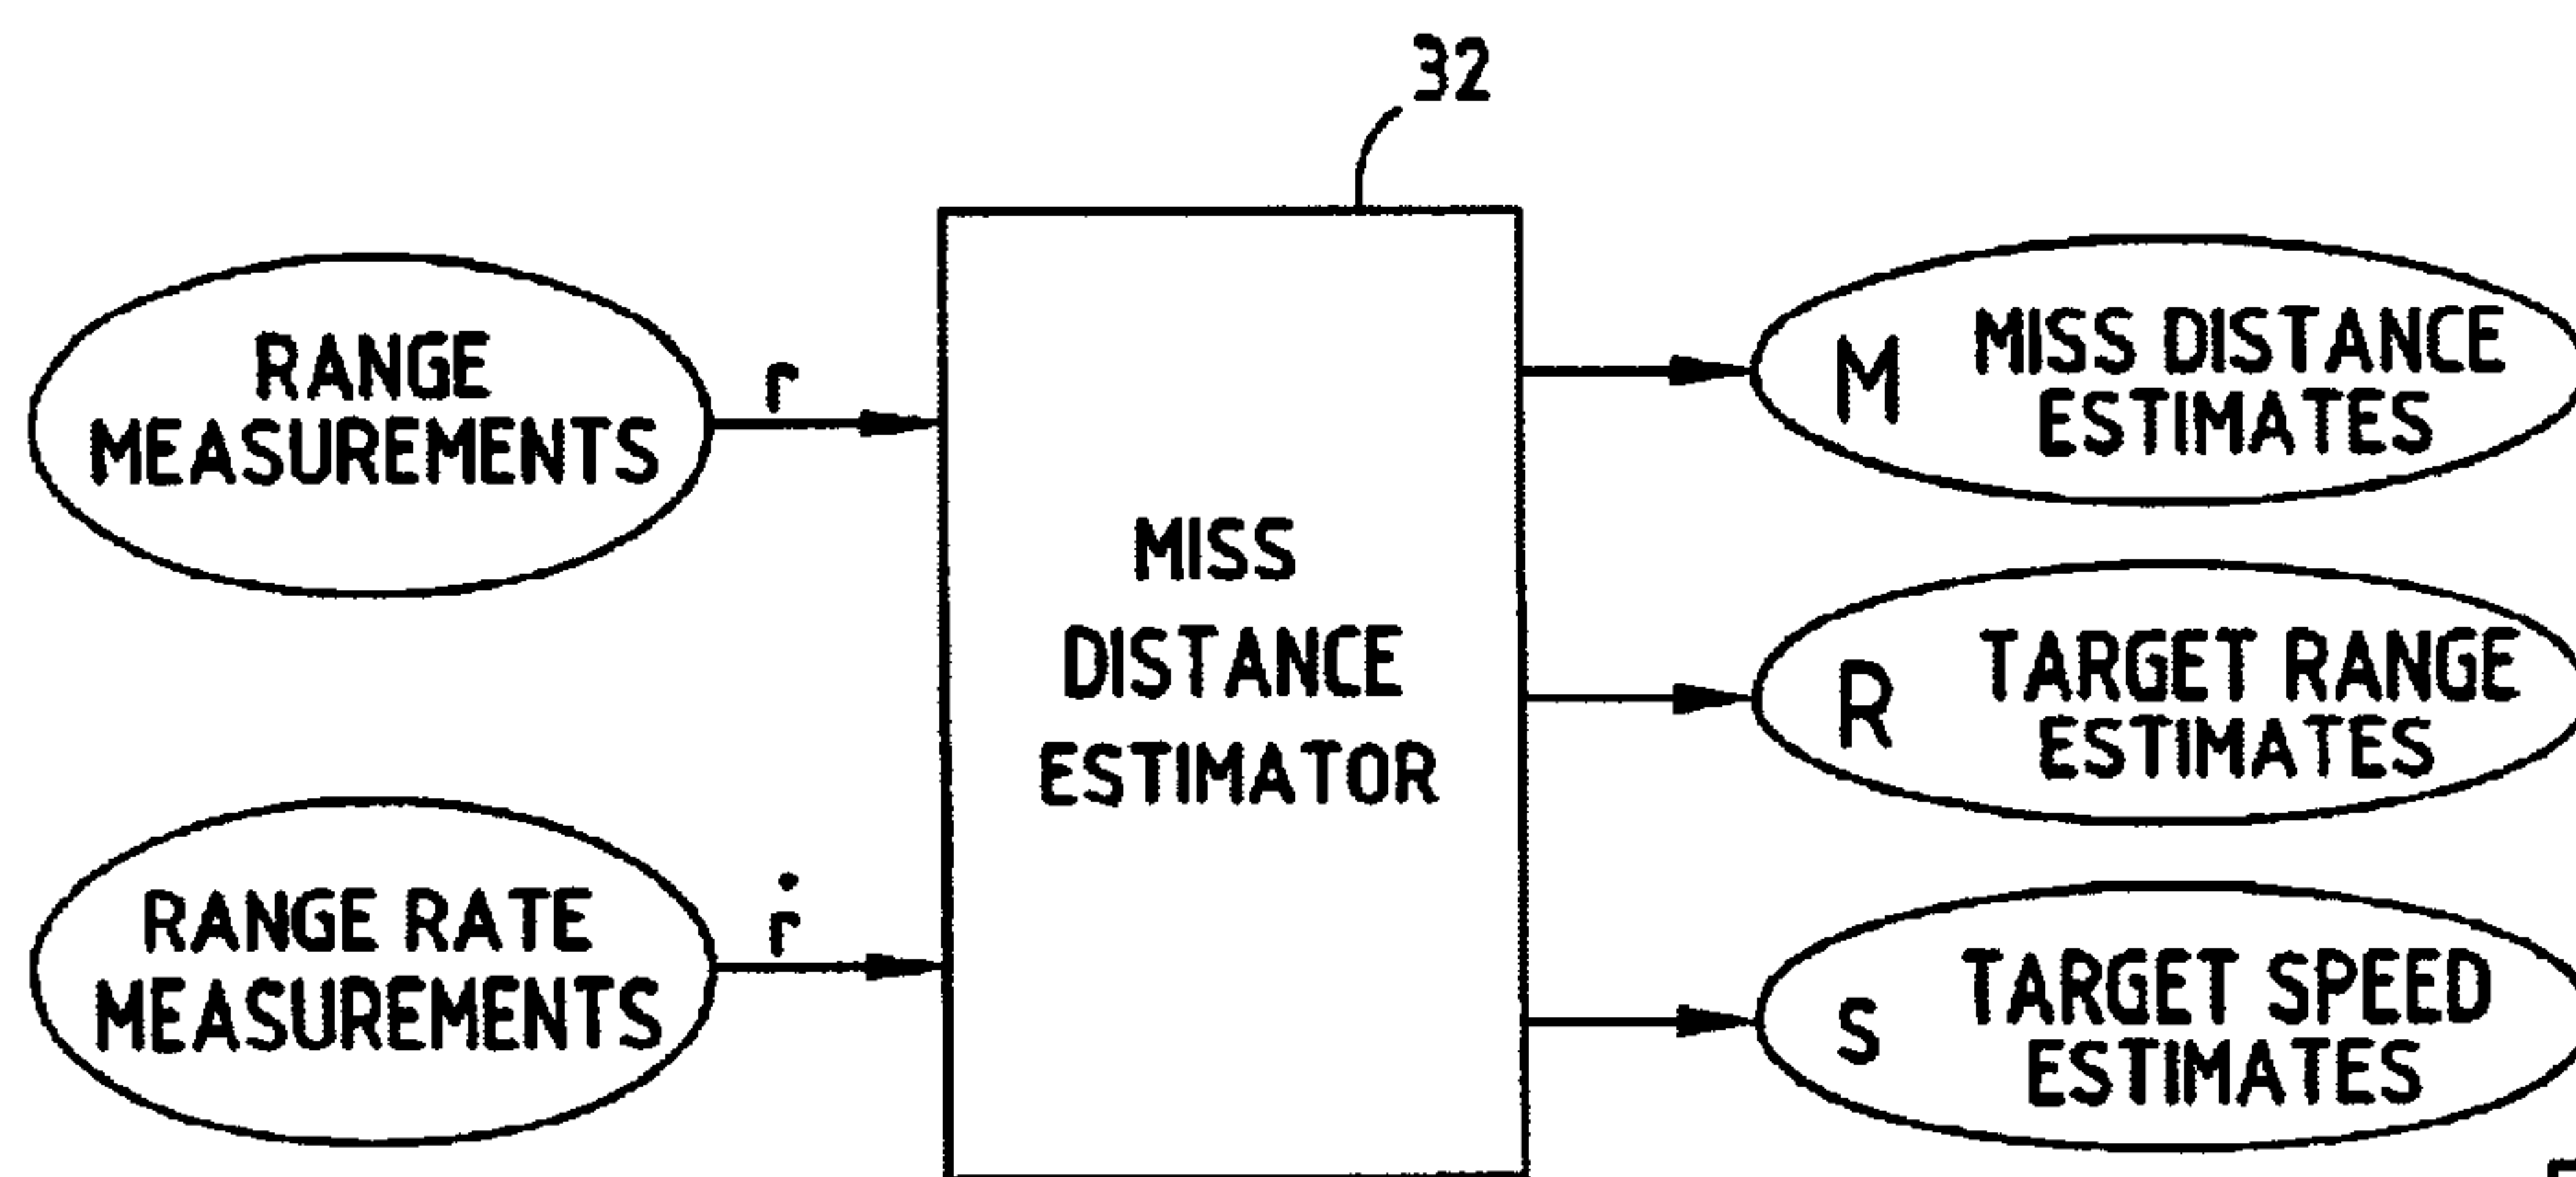 32
RANGE
MEASUREMENTS
r
RANGE RATE
MEASUREMENTS
ṙ
MISS
DISTANCE
ESTIMATOR
M MISS DISTANCE
ESTIMATES
R TARGET RANGE
ESTIMATES
S TARGET SPEED
ESTIMATES